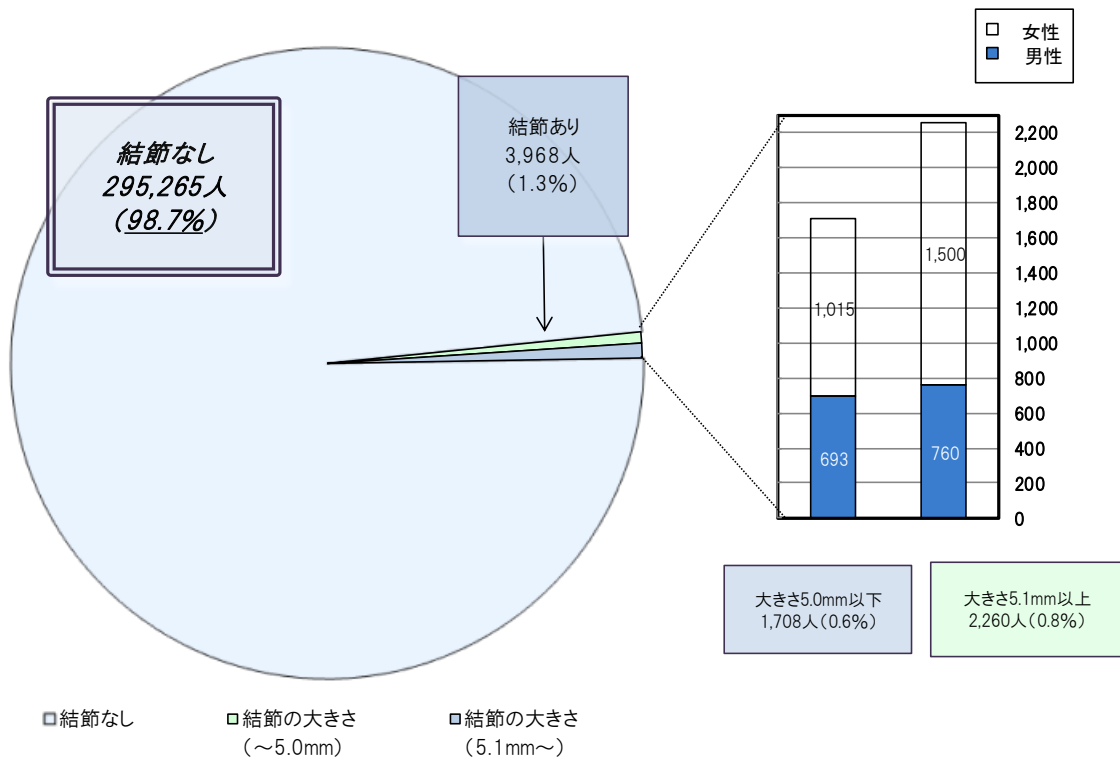 女性
男性
結節なし
295,265人
(98.7%)
結節あり
3,968人
(1.3%)
2,200
2,000
1,800
1,600
1,400
1,200
1,000
800
600
400
200
0
1,500
1,015
693
760
大きさ5.0mm以下
1,708人(0.6%)
大きさ5.1mm以上
2,260人(0.8%)
結節なし
結節の大きさ
(～5.0mm)
結節の大きさ
(5.1mm～)